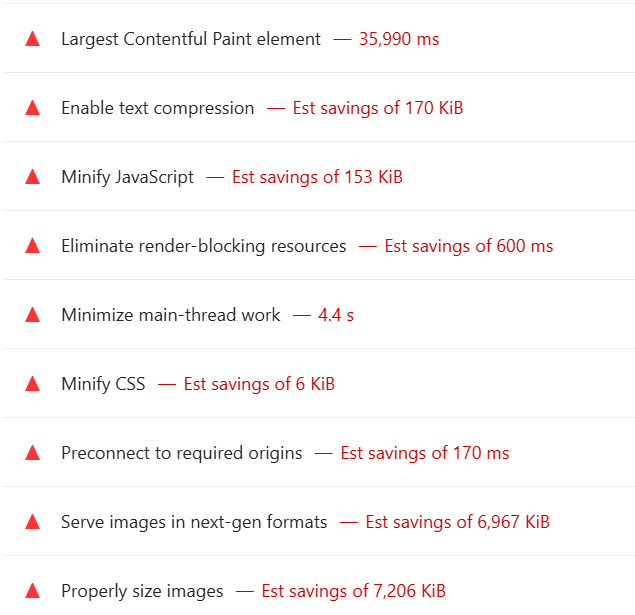 Largest Contentful Paint element — 35,990 ms
Enable text compression — Est savings of 170 KiB
Minify JavaScript — Est savings of 153 KiB
Eliminate render-blocking resources — Est savings of 600 ms
Minimize main-thread work — 4.4 s
Minify CSS — Est savings of 6 KiB
Preconnect to required origins — Est savings of 170 ms
Serve images in next-gen formats — Est savings of 6,967 KiB
Properly size images — Est savings of 7,206 KiB